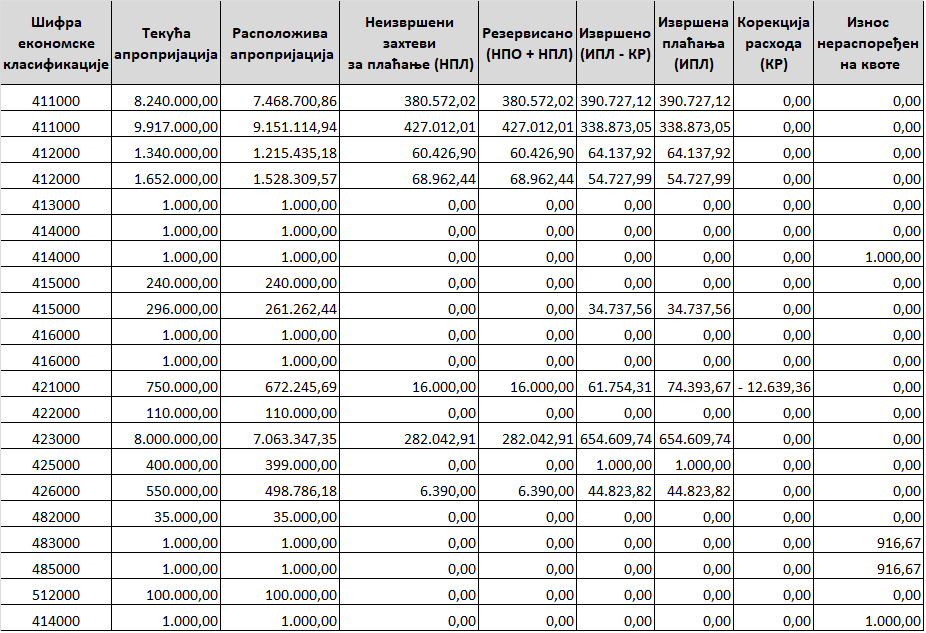 Шифра економске класификације Текућа апропријација Расположива апропријација Неизвршени захтеви за плаћање (НПЛ) Резервисано (НПО + НПЛ) Извршено (ИПЛ - КР) Извршена плаћања (ИПЛ) Корекција расхода (КР) Износ нераспоређен на квоте
411000 8.240.000,00 7.468.700,86 380.572,02 380.572,02 390.727,12 390.727,12 0,00 0,00
411000 9.917.000,00 9.151.114,94 427.012,01 427.012,01 338.873,05 338.873,05 0,00 0,00
412000 1.340.000,00 1.215.435,18 60.426,90 60.426,90 64.137,92 64.137,92 0,00 0,00
412000 1.652.000,00 1.528.309,57 68.962,44 68.962,44 54.727,99 54.727,99 0,00 0,00
413000 1.000,00 1.000,00 0,00 0,00 0,00 0,00 0,00 0,00
414000 1.000,00 1.000,00 0,00 0,00 0,00 0,00 0,00 0,00
414000 1.000,00 1.000,00 0,00 0,00 0,00 0,00 0,00 1.000,00
415000 240.000,00 240.000,00 0,00 0,00 0,00 0,00 0,00 0,00
415000 296.000,00 261.262,44 0,00 0,00 34.737,56 34.737,56 0,00 0,00
416000 1.000,00 1.000,00 0,00 0,00 0,00 0,00 0,00 0,00
416000 1.000,00 1.000,00 0,00 0,00 0,00 0,00 0,00 0,00
421000 750.000,00 672.245,69 16.000,00 16.000,00 61.754,31 74.393,67 - 12.639,36 0,00
422000 110.000,00 110.000,00 0,00 0,00 0,00 0,00 0,00 0,00
423000 8.000.000,00 7.063.347,35 282.042,91 282.042,91 654.609,74 654.609,74 0,00 0,00
425000 400.000,00 399.000,00 0,00 0,00 1.000,00 1.000,00 0,00 0,00
426000 550.000,00 498.786,18 6.390,00 6.390,00 44.823,82 44.823,82 0,00 0,00
482000 35.000,00 35.000,00 0,00 0,00 0,00 0,00 0,00 0,00
483000 1.000,00 1.000,00 0,00 0,00 0,00 0,00 0,00 916,67
485000 1.000,00 1.000,00 0,00 0,00 0,00 0,00 0,00 916,67
512000 100.000,00 100.000,00 0,00 0,00 0,00 0,00 0,00 0,00
414000 1.000,00 1.000,00 0,00 0,00 0,00 0,00 0,00 1.000,00